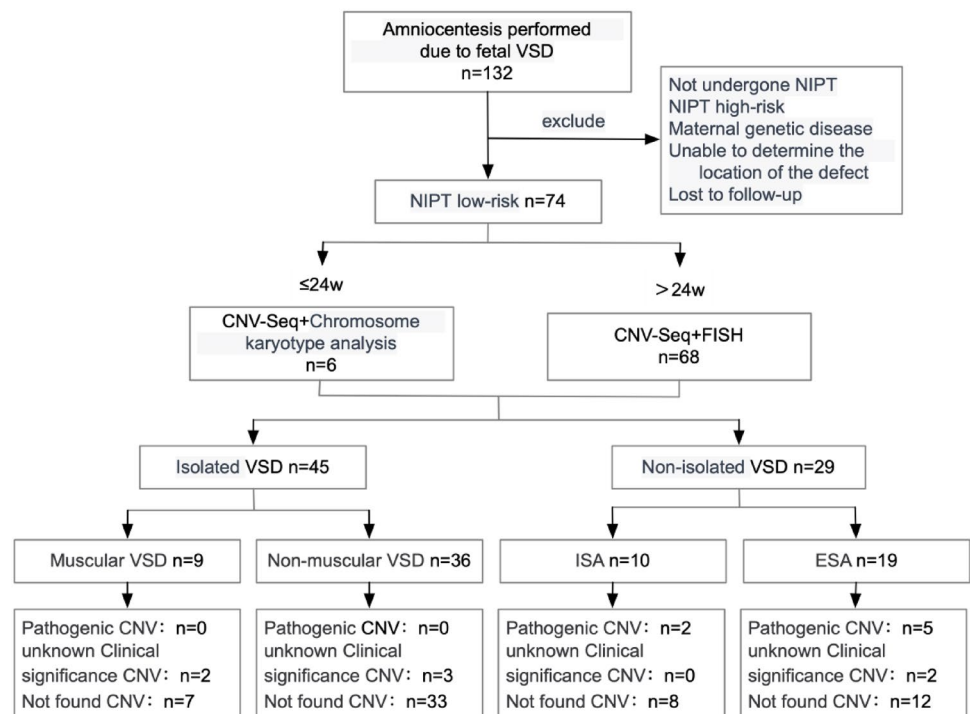 Amniocentesis performed
due to fetal VSD
n=132
exclude
Not undergone NIPT
NIPT high-risk
Maternal genetic disease
Unable to determine the
location of the defect
Lost to follow-up
NIPT low-risk n=74
≤24w
>24w
CNV-Seq+Chromosome
karyotype analysis
n=6
CNV-Seq+FISH
n=68
Isolated VSD n=45
Non-isolated VSD n=29
Muscular VSD n=9
Non-muscular VSD n=36
ISA n=10
ESA n=19
Pathogenic CNV: n=0
unknown Clinical
significance CNV: n=2
Not found CNV: n=7
Pathogenic CNV: n=0
unknown Clinical
significance CNV: n=3
Not found CNV: n=33
Pathogenic CNV: n=2
unknown Clinical
significance CNV: n=0
Not found CNV: n=8
Pathogenic CNV: n=5
unknown Clinical
significance CNV: n=2
Not found CNV: n=12